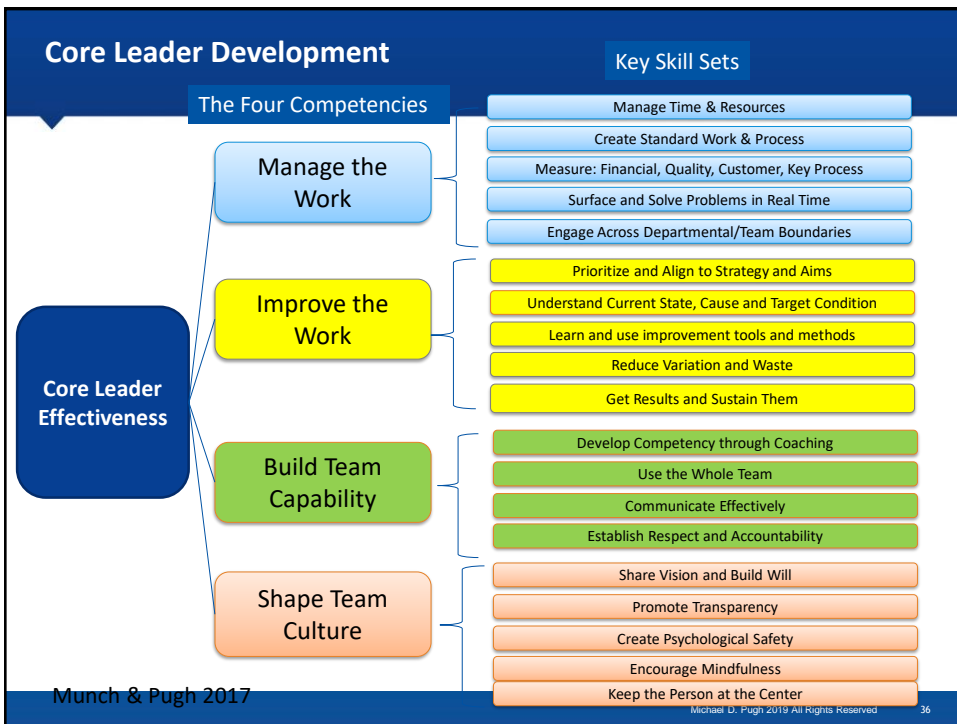 Core Leader Development
Key Skill Sets
The Four Competencies
Core Leader
Effectiveness
Manage the
Work
Manage Time & Resources
Create Standard Work & Process
Measure: Financial, Quality, Customer, Key Process
Surface and Solve Problems in Real Time
Engage Across Departmental/Team Boundaries
Improve the
Work
Prioritize and Align to Strategy and Aims
Understand Current State, Cause and Target Condition
Learn and use improvement tools and methods
Reduce Variation and Waste
Get Results and Sustain Them
Build Team
Capability
Develop Competency through Coaching
Use the Whole Team
Communicate Effectively
Establish Respect and Accountability
Shape Team
Culture
Share Vision and Build Will
Promote Transparency
Create Psychological Safety
Encourage Mindfulness
Keep the Person at the Center
Munch & Pugh 2017
Michael D. Pugh 2019 All Rights Reserved
36